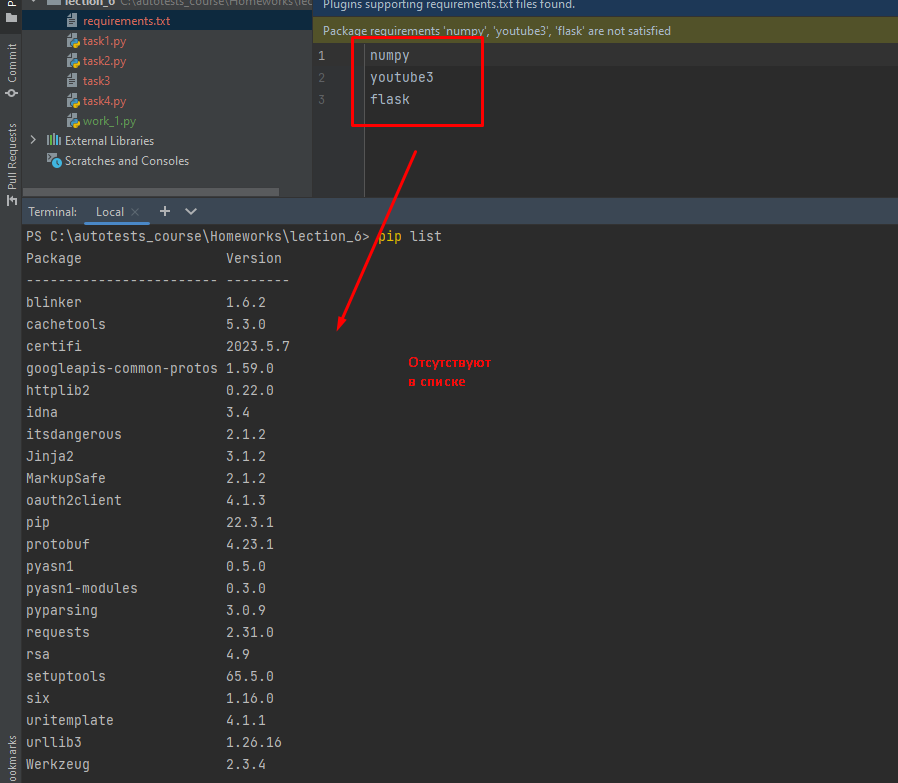 lection_6 C:\autotests_course\Homeworks\lec
requirements.txt
task1.py
task2.py
task3
task4.py
work_1.py
External Libraries
Scratches and Consoles
Commit
Pull Requests
Plugins supporting requirements.txt files found.
Package requirements 'numpy', 'youtube3', 'flask' are not satisfied
1 numpy
2 youtube3
3 flask
Terminal: Local
PS C:\autotests_course\Homeworks\lection_6> pip list
Package Version
------------------------ --------
blinker 1.6.2
cachetools 5.3.0
certifi 2023.5.7
googleapis-common-protos 1.59.0
httplib2 0.22.0
idna 3.4
itsdangerous 2.1.2
Jinja2 3.1.2
MarkupSafe 2.1.2
oauth2client 4.1.3
pip 22.3.1
protobuf 4.23.1
pyasn1 0.5.0
pyasn1-modules 0.3.0
pyparsing 3.0.9
requests 2.31.0
rsa 4.9
setuptools 65.5.0
six 1.16.0
uritemplate 4.1.1
urllib3 1.26.16
Werkzeug 2.3.4
Отсутствуют
в списке
ookmarks